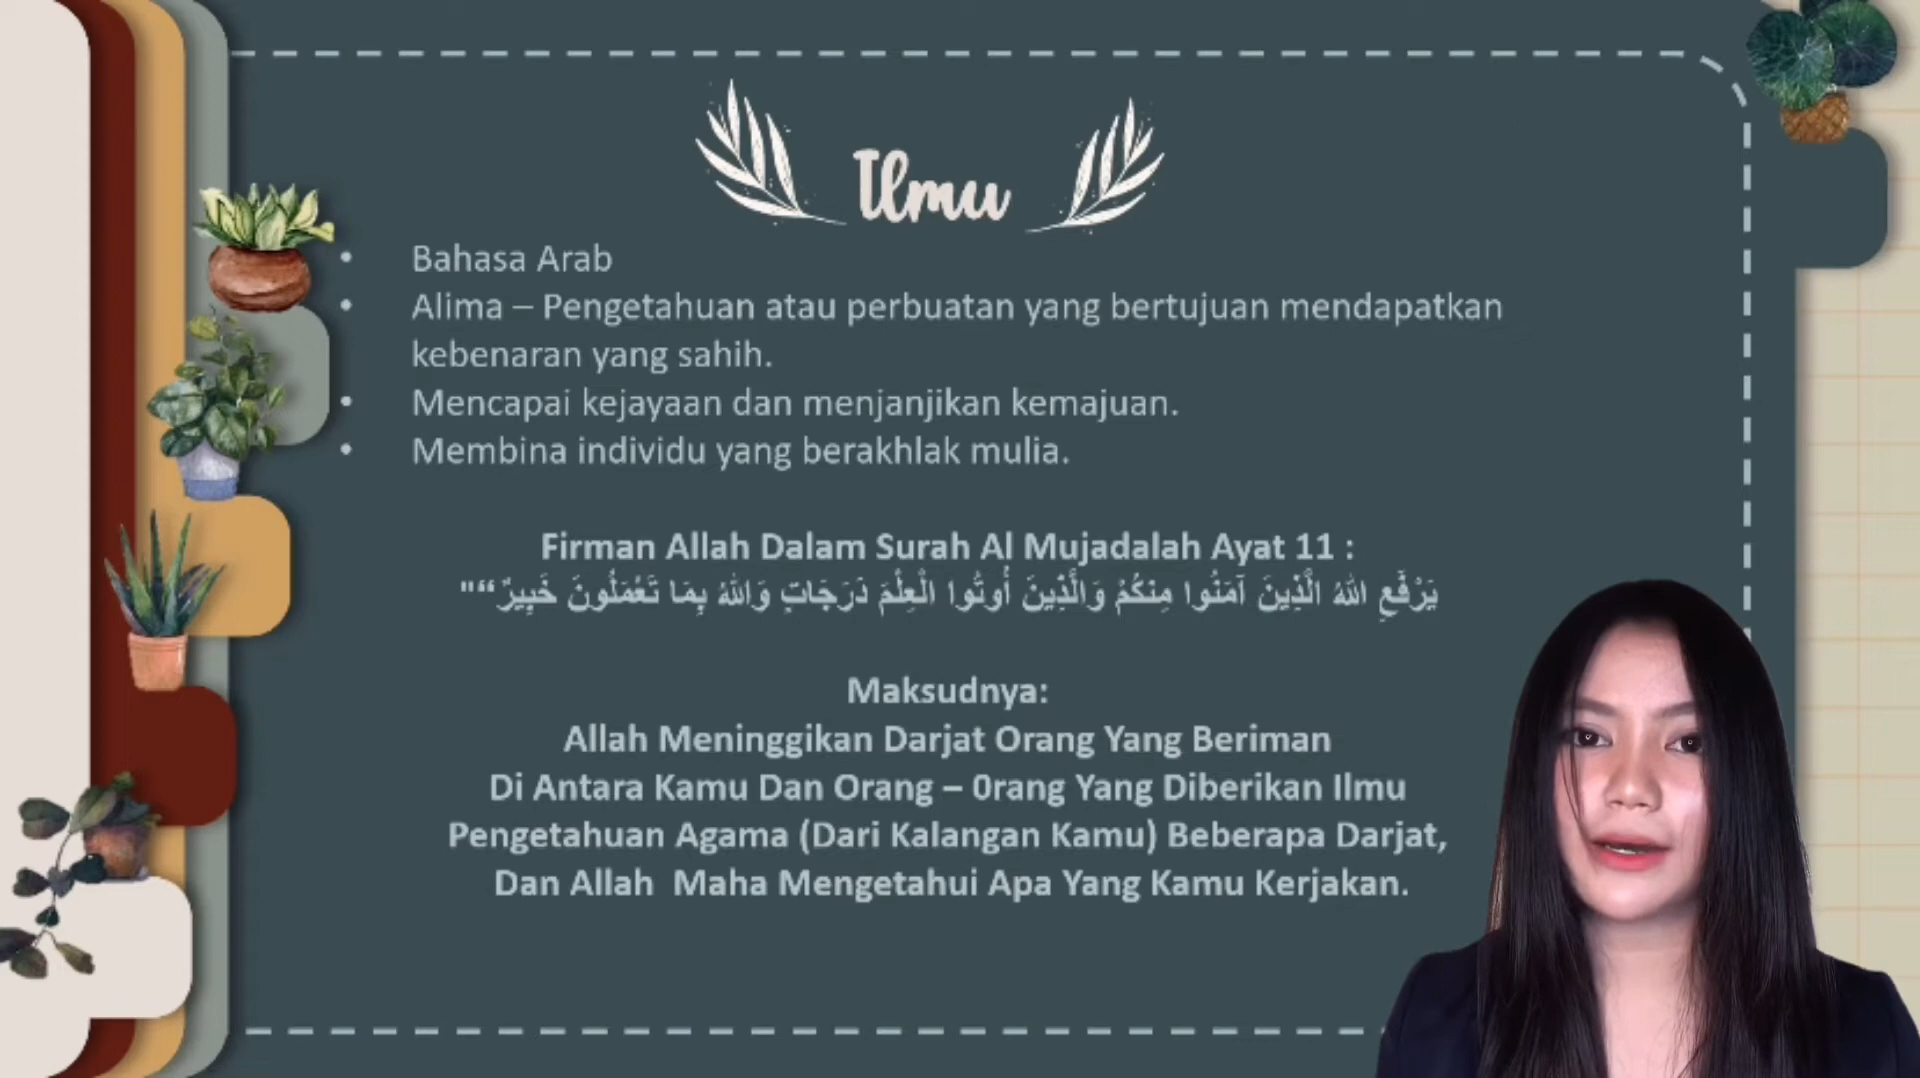 Ilmu
• Bahasa Arab
• Alima – Pengetahuan atau perbuatan yang bertujuan mendapatkan
kebenaran yang sahih.
• Mencapai kejayaan dan menjanjikan kemajuan.
• Membina individu yang berakhlak mulia.
Firman Allah Dalam Surah Al Mujadalah Ayat 11 :
يَرْفَعِ اللهُ الَّذِينَ آمَنُوا مِنْكُمْ وَالَّذِينَ أُوتُوا الْعِلْمَ دَرَجَاتٍ وَاللهُ بِمَا تَعْمَلُونَ خَبِيرٌ“"
Maksudnya:
Allah Meninggikan Darjat Orang Yang Beriman
Di Antara Kamu Dan Orang – 0rang Yang Diberikan Ilmu
Pengetahuan Agama (Dari Kalangan Kamu) Beberapa Darjat,
Dan Allah  Maha Mengetahui Apa Yang Kamu Kerjakan.